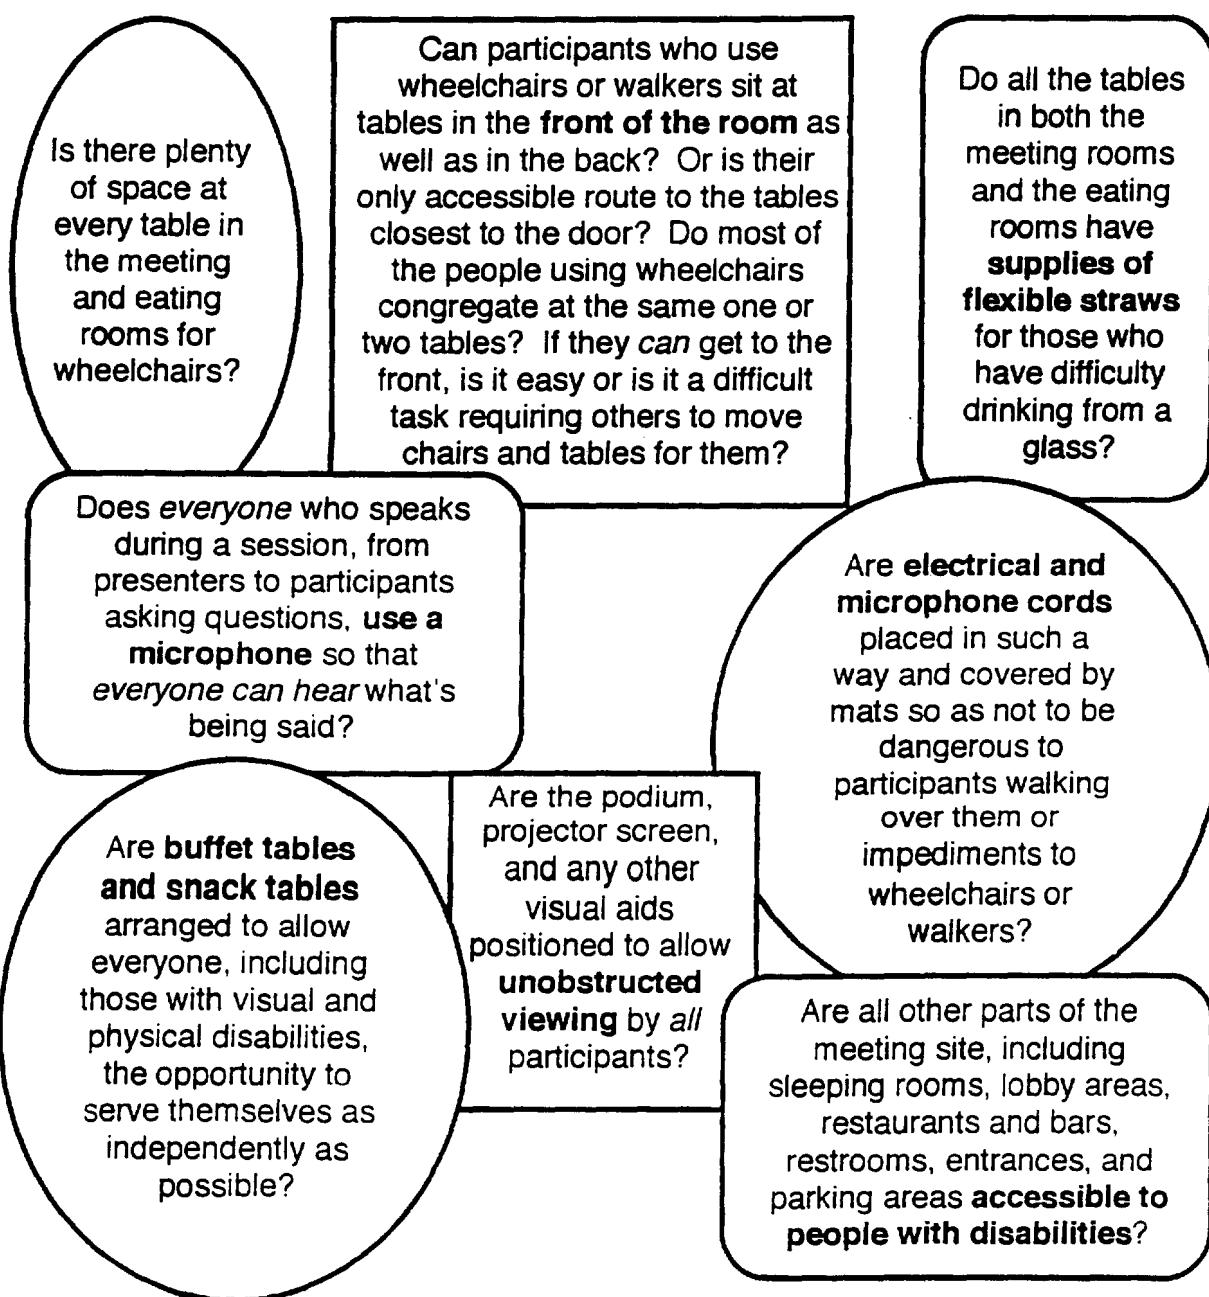 Is there plenty
of space at
every table in
the meeting
and eating
rooms for
wheelchairs?
Can participants who use
wheelchairs or walkers sit at
tables in the front of the room as
well as in the back? Or is their
only accessible route to the tables
closest to the door? Do most of
the people using wheelchairs
congregate at the same one or
two tables? If they can get to the
front, is it easy or is it a difficult
task requiring others to move
chairs and tables for them?
Do all the tables
in both the
meeting rooms
and the eating
rooms have
supplies of
flexible straws
for those who
have difficulty
drinking from a
glass?
Does everyone who speaks
during a session, from
presenters to participants
asking questions, use a
microphone so that
everyone can hear what's
being said?
Are electrical and
microphone cords
placed in such a
way and covered by
mats so as not to be
dangerous to
participants walking
over them or
impediments to
wheelchairs or
walkers?
Are buffet tables
and snack tables
arranged to allow
everyone, including
those with visual and
physical disabilities,
the opportunity to
serve themselves as
independently as
possible?
Are the podium,
projector screen,
and any other
visual aids
positioned to allow
unobstructed
viewing by all
participants?
Are all other parts of the
meeting site, including
sleeping rooms, lobby areas,
restaurants and bars,
restrooms, entrances, and
parking areas accessible to
people with disabilities?